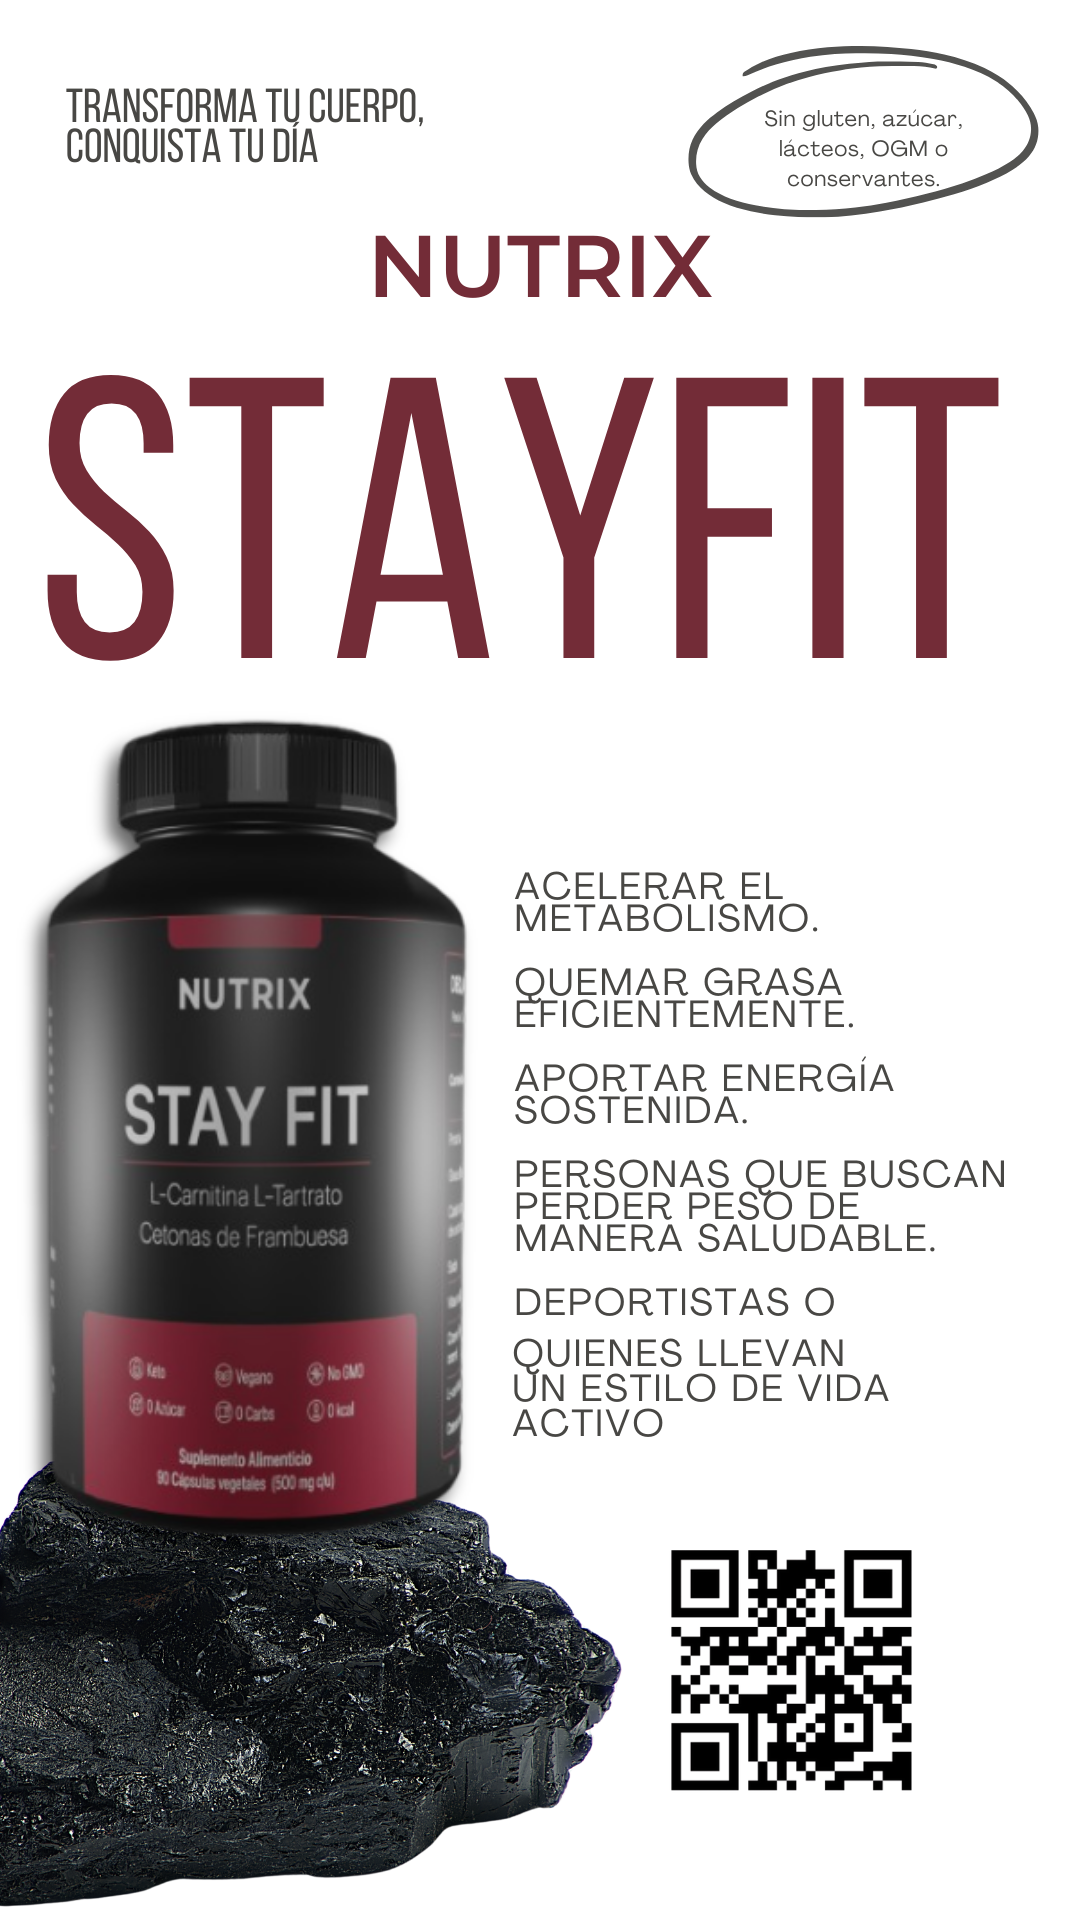 TRANSFORMA TU CUERPO,
CONQUISTA TU DÍA
Sin gluten, azúcar,
lácteos, OGM o
conservantes.
NUTRIX
STAYFIT
NUTRIX
STAY FIT
L-Carnitina L-Tartrato
Cetonas de Frambuesa
Keto
Vegano
No GMO
0 Azúcar
0 Carbs
0 kcal
Suplemento Alimenticio
90 Cápsulas vegetales (500 mg c/u)
ACELERAR EL
METABOLISMO.
QUEMAR GRASA
EFICIENTEMENTE.
APORTAR ENERGÍA
SOSTENIDA.
PERSONAS QUE BUSCAN
PERDER PESO DE
MANERA SALUDABLE.
DEPORTISTAS O
QUIENES LLEVAN
UN ESTILO DE VIDA
ACTIVO